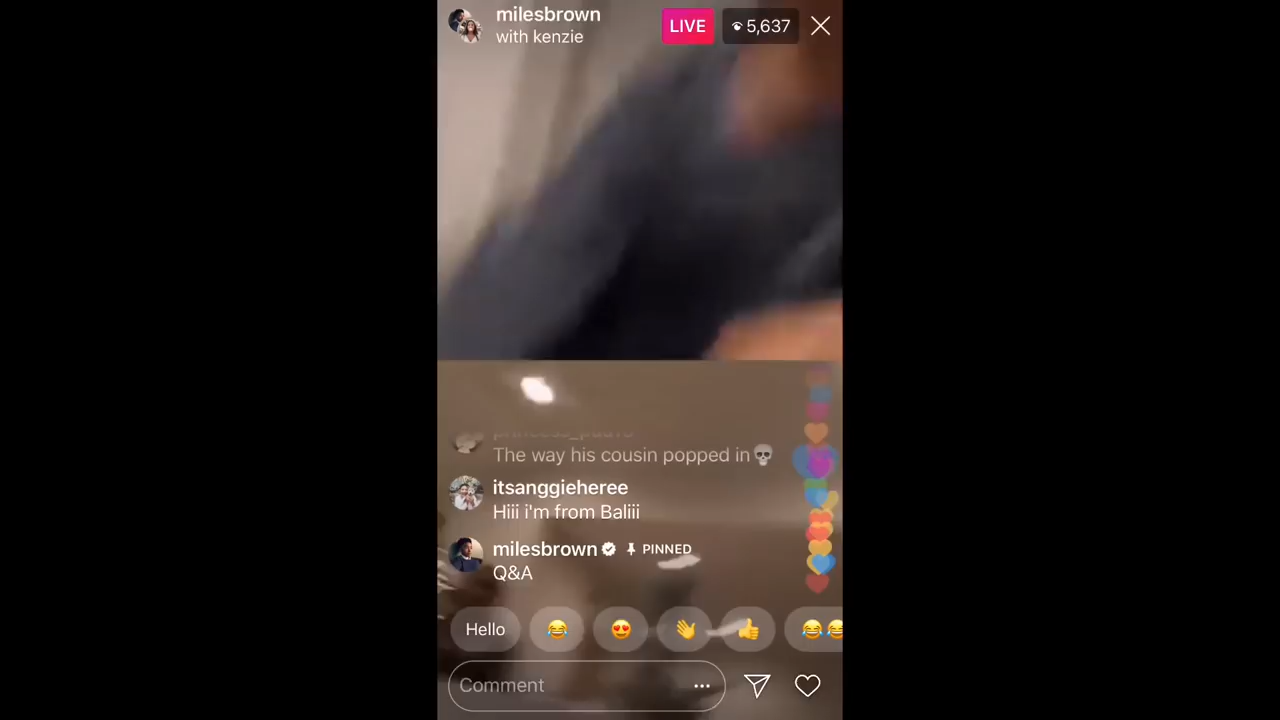 milesbrown
with kenzie
LIVE
5,637
The way his cousin popped in💀
itsanggieheree
Hiii i'm from Baliii
milesbrown PINNED
Q&A
Hello 😂 😍 👋 👍 😂😂
Comment